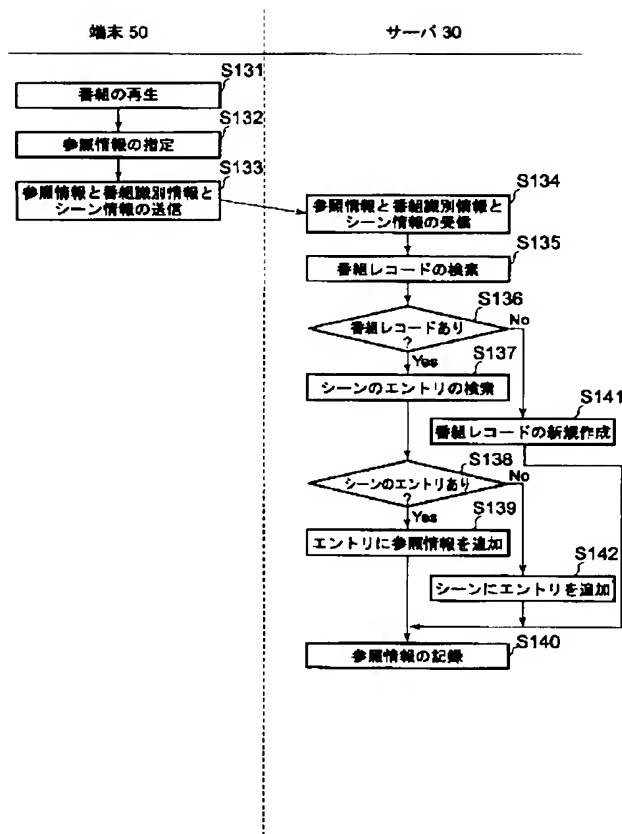 端末 50
サーバ 30
S131
番組の再生
S132
参照情報の指定
S133
参照情報と番組識別情報と
シーン情報の送信
S134
参照情報と番組識別情報と
シーン情報の受信
S135
番組レコードの検索
S136
番組レコードあり
?
No
Yes
S137
シーンのエントリの検索
S141
番組レコードの新規作成
S138
シーンのエントリあり
?
No
Yes
S139
エントリに参照情報を追加
S142
シーンにエントリを追加
S140
参照情報の記録